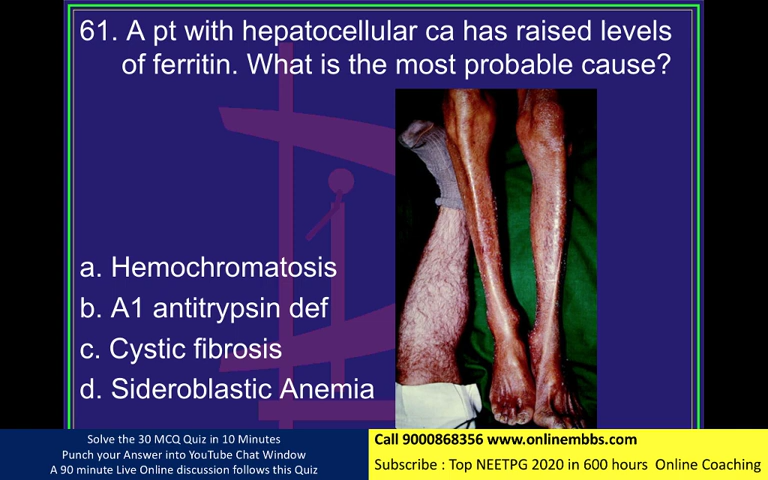 61. A pt with hepatocellular ca has raised levels
of ferritin. What is the most probable cause?
a. Hemochromatosis
b. A1 antitrypsin def
c. Cystic fibrosis
d. Sideroblastic Anemia
Solve the 30 MCQ Quiz in 10 Minutes
Punch your Answer into YouTube Chat Window
A 90 minute Live Online discussion follows this Quiz
Call 9000868356 www.onlinembbs.com
Subscribe : Top NEETPG 2020 in 600 hours Online Coaching